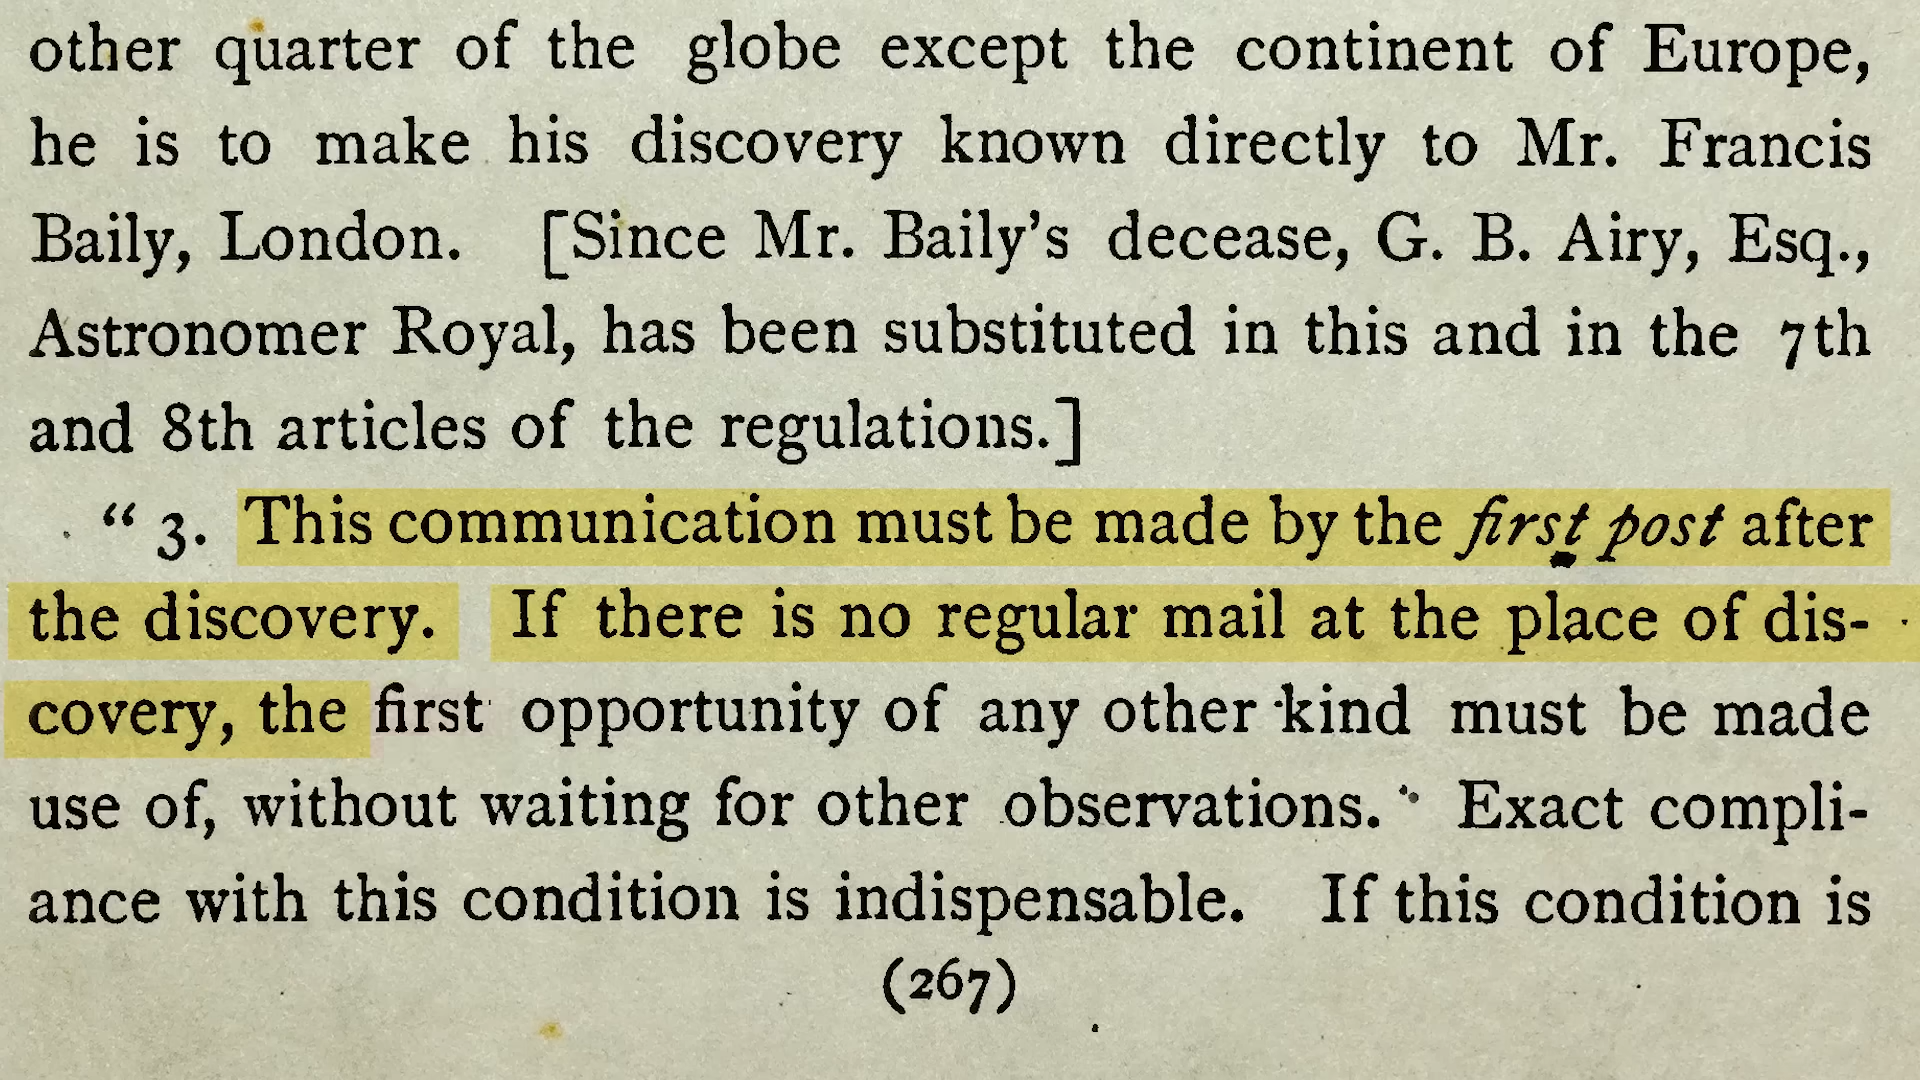 other quarter of the globe except the continent of Europe,
he is to make his discovery known directly to Mr. Francis
Baily, London. [Since Mr. Baily's decease, G. B. Airy, Esq.,
Astronomer Royal, has been substituted in this and in the 7th
and 8th articles of the regulations.]
“ 3. This communication must be made by the first post after
the discovery. If there is no regular mail at the place of dis-
covery, the first opportunity of any other kind must be made
use of, without waiting for other observations. Exact compli-
ance with this condition is indispensable. If this condition is
(267)